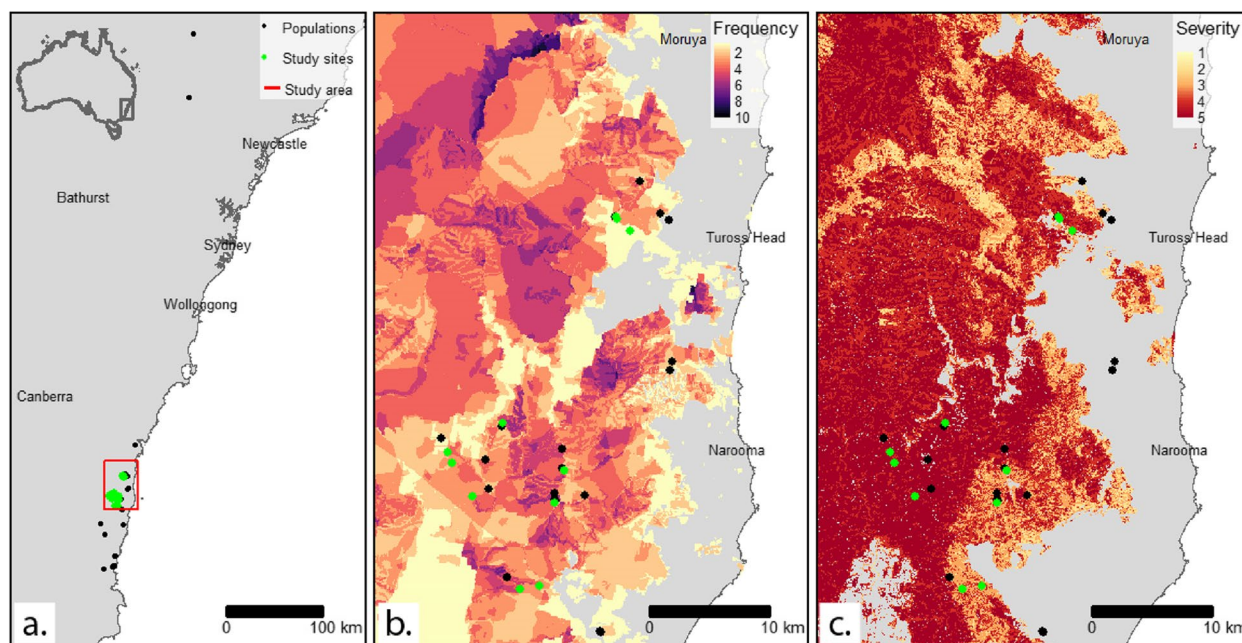 Populations
Study sites
Study area
Newcastle
Bathurst
Sydney
Wollongong
Canberra
0 100 km
a.
Moruya
Frequency
2
4
6
8
10
Tuross Head
Narooma
0 10 km
b.
Moruya
Severity
1
2
3
4
5
Tuross Head
Narooma
0 10 km
c.